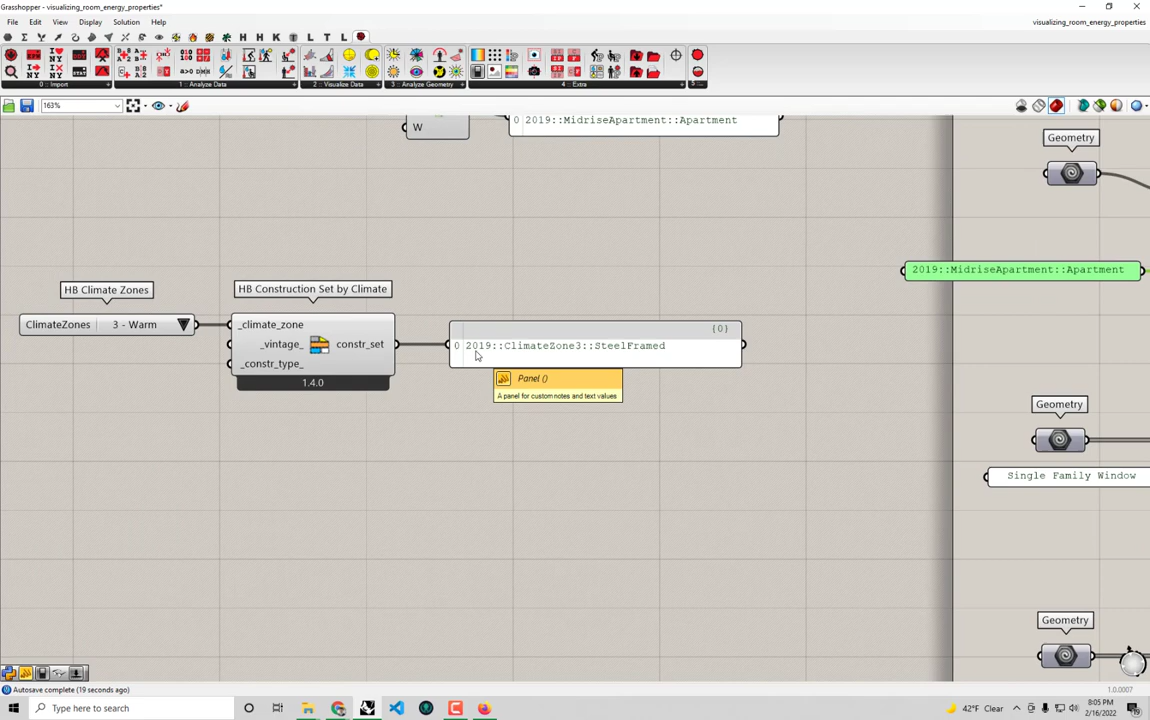 Grasshopper - visualizing_room_energy_properties*
File Edit View Display Solution Help
visualizing_room_energy_properties*
0 :: Import
1 :: Analyze Data
2 :: Visualize Data
3 :: Analyze Geometry
4 :: Extra
163%
W
0 2019::MidriseApartment::Apartment
Geometry
2019::MidriseApartment::Apartment
HB Climate Zones
HB Construction Set by Climate
ClimateZones 3 - Warm
_climate_zone
_vintage_
_constr_type_
constr_set
1.4.0
{0}
0 2019::ClimateZone3::SteelFramed
Panel ()
A panel for custom notes and text values
Geometry
Single Family Window
Geometry
Autosave complete (19 seconds ago)
1.0.0007
Type here to search
42°F Clear
8:05 PM
2/16/2022